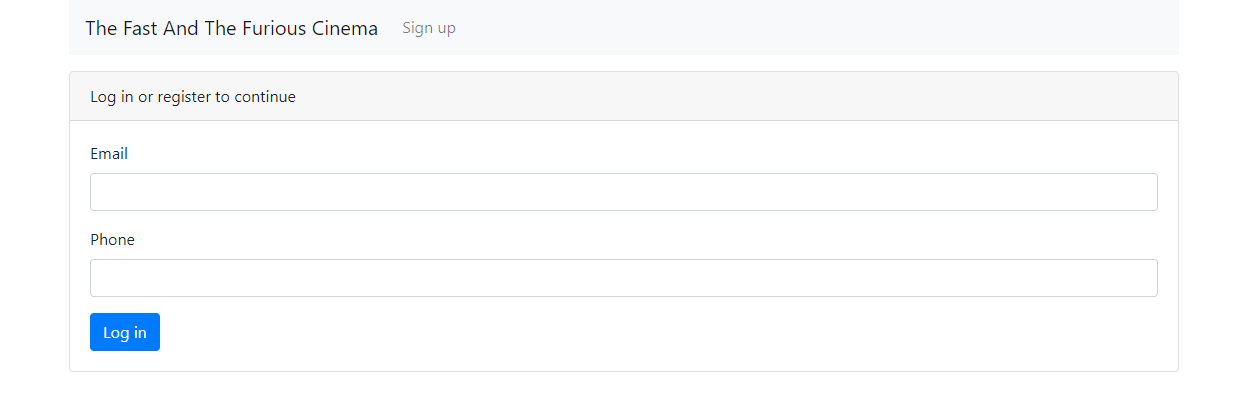 The Fast And The Furious Cinema Sign up
Log in or register to continue
Email
Phone
Log in